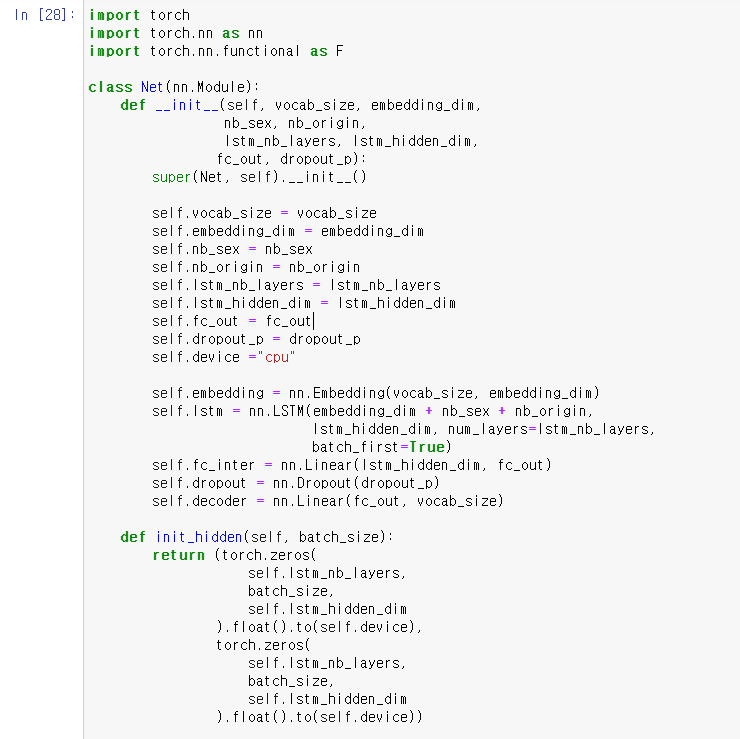 In [28]:
import torch
import torch.nn as nn
import torch.nn.functional as F

class Net(nn.Module):
    def __init__(self, vocab_size, embedding_dim,
                 nb_sex, nb_origin,
                 lstm_nb_layers, lstm_hidden_dim,
                fc_out, dropout_p):
        super(Net, self).__init__()

        self.vocab_size = vocab_size
        self.embedding_dim = embedding_dim
        self.nb_sex = nb_sex
        self.nb_origin = nb_origin
        self.lstm_nb_layers = lstm_nb_layers
        self.lstm_hidden_dim = lstm_hidden_dim
        self.fc_out = fc_out
        self.dropout_p = dropout_p
        self.device ="cpu"

        self.embedding = nn.Embedding(vocab_size, embedding_dim)
        self.lstm = nn.LSTM(embedding_dim + nb_sex + nb_origin,
                            lstm_hidden_dim, num_layers=lstm_nb_layers,
                            batch_first=True)
        self.fc_inter = nn.Linear(lstm_hidden_dim, fc_out)
        self.dropout = nn.Dropout(dropout_p)
        self.decoder = nn.Linear(fc_out, vocab_size)

    def init_hidden(self, batch_size):
        return (torch.zeros(
                    self.lstm_nb_layers,
                    batch_size,
                    self.lstm_hidden_dim
                ).float().to(self.device),
                torch.zeros(
                    self.lstm_nb_layers,
                    batch_size,
                    self.lstm_hidden_dim
                ).float().to(self.device))